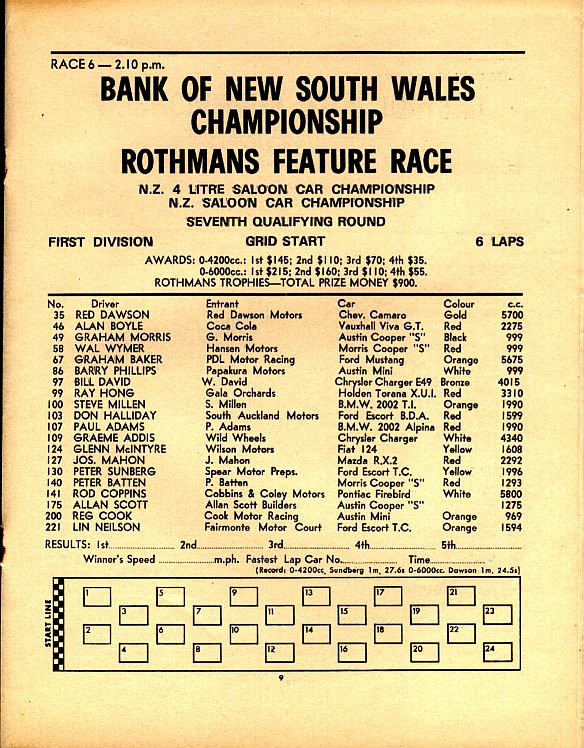 RACE 6 — 2.10 p.m.
BANK OF NEW SOUTH WALES
CHAMPIONSHIP
ROTHMANS FEATURE RACE
N.Z. 4 LITRE SALOON CAR CHAMPIONSHIP
N.Z. SALOON CAR CHAMPIONSHIP
SEVENTH QUALIFYING ROUND
FIRST DIVISION GRID START 6 LAPS
AWARDS: 0-4200cc.: 1st $145; 2nd $110; 3rd $70; 4th $35.
0-6000cc.: 1st $215; 2nd $160; 3rd $110; 4th $55.
ROTHMANS TROPHIES—TOTAL PRIZE MONEY $900.
No. Driver Entrant Car Colour c.c.
35 RED DAWSON Red Dawson Motors Chev. Camaro Gold 5700
46 ALAN BOYLE Coca Cola Vauxhall Viva G.T. Red 2275
49 GRAHAM MORRIS G. Morris Austin Cooper "S" Black 999
58 WAL WYMER Hansen Motors Morris Cooper "S" Red 999
67 GRAHAM BAKER PDL Motor Racing Ford Mustang Orange 5675
86 BARRY PHILLIPS Papakura Motors Austin Mini White 999
97 BILL DAVID W. David Chrysler Charger E49 Bronze 4015
99 RAY HONG Gala Orchards Holden Torana X.U.1. Red 3310
100 STEVE MILLEN S. Millen B.M.W. 2002 T.I. Orange 1990
103 DON HALLIDAY South Auckland Motors Ford Escort B.D.A. Red 1599
107 PAUL ADAMS P. Adams B.M.W. 2002 Alpina Red 1990
109 GRAEME ADDIS Wild Wheels Chrysler Charger White 4340
124 GLENN McINTYRE Wilson Motors Fiat 124 Yellow 1608
127 JOS. MAHON J. Mahon Mazda R.X.2 Red 2292
130 PETER SUNBERG Spear Motor Preps. Ford Escort T.C. Yellow 1996
140 PETER BATTEN P. Batten Morris Cooper "S" Red 1293
141 ROD COPPINS Cobbins & Coley Motors Pontiac Firebird White 5800
175 ALLAN SCOTT Allan Scott Builders Austin Cooper "S" 1275
200 REG COOK Cook Motor Racing Austin Mini Orange 969
221 LIN NEILSON Fairmonte Motor Court Ford Escort T.C. Orange 1594
RESULTS: 1st.................... 2nd.................... 3rd.................... 4th.................... 5th....................
Winner's Speed ................m.p.h. Fastest Lap Car No................ Time................
(Record: 0-4200cc, Sundberg 1m, 27.6s 0-6000cc. Dawson 1m, 24.5s)
START LINE
1 5 9 13 17 21
3 7 11 15 19 23
2 6 10 14 18 22
4 8 12 16 20 24
9